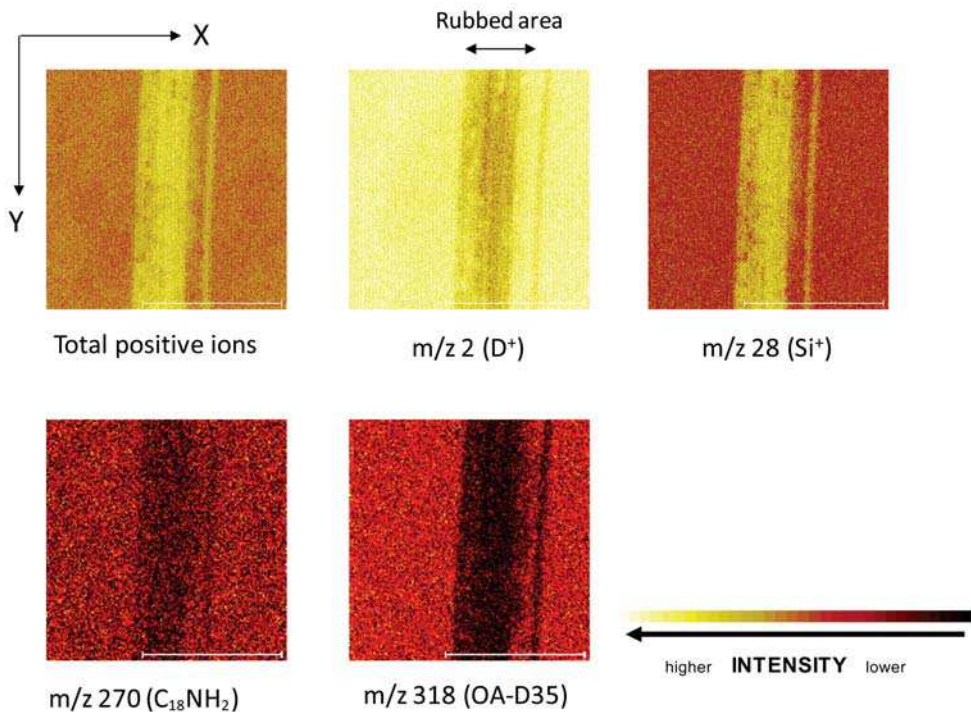 Rubbed area
X
Y
Total positive ions
m/z 2 (D⁺)
m/z 28 (Si⁺)
m/z 270 (C₁₈NH₂)
m/z 318 (OA-D35)
higher INTENSITY lower